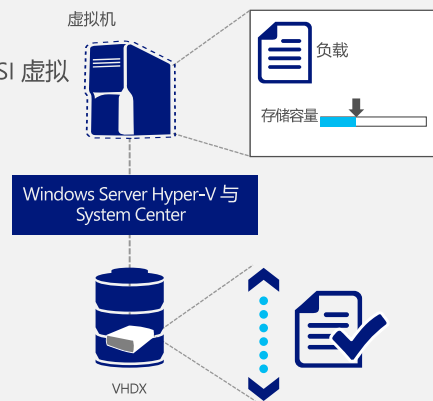 虚拟机
SI 虚拟
负载
存储容量
Windows Server Hyper-V 与
System Center
VHDX